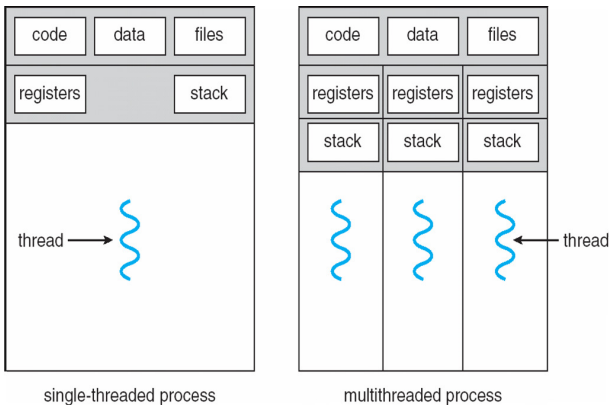 code data files
registers stack
thread
single-threaded process
code data files
registers registers registers
stack stack stack
thread
multithreaded process